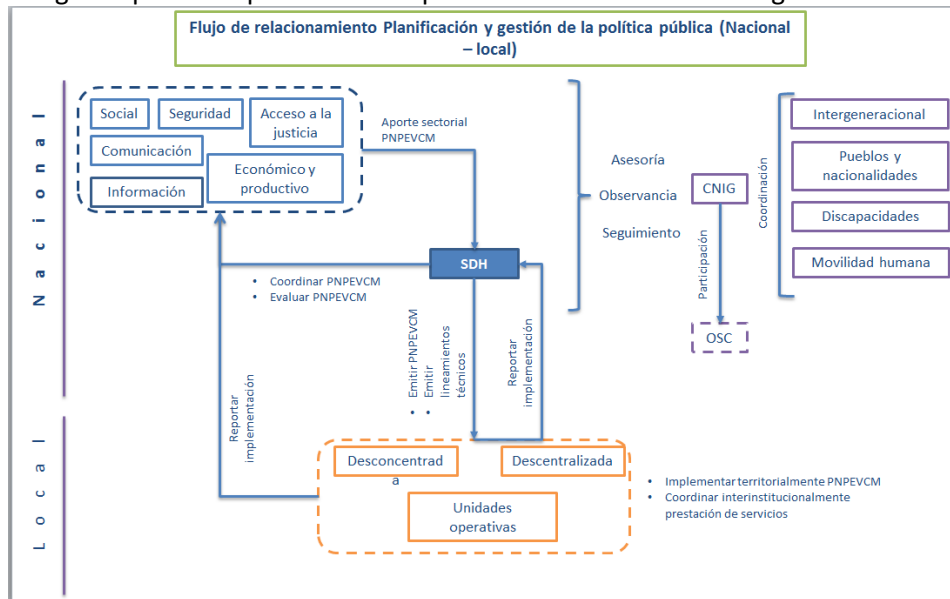 Flujo de relacionamiento Planificación y gestión de la política pública (Nacional
– local)
Nacional
Social
Seguridad
Acceso a la
justicia
Comunicación
Económico y
productivo
Información
Aporte sectorial
PNPEVCM
Asesoría
Observancia
Seguimiento
CNIG
Participación
OSC
Coordinación
Intergeneracional
Pueblos y
nacionalidades
Discapacidades
Movilidad humana
SDH
• Coordinar PNPEVCM
• Evaluar PNPEVCM
Reportar
implementación
• Emitir PNPEVCM
• Emitir
lineamientos
técnicos
Reportar
implementación
Local
Desconcentrad
a
Descentralizada
Unidades
operativas
• Implementar territorialmente PNPEVCM
• Coordinar interinstitucionalmente
prestación de servicios